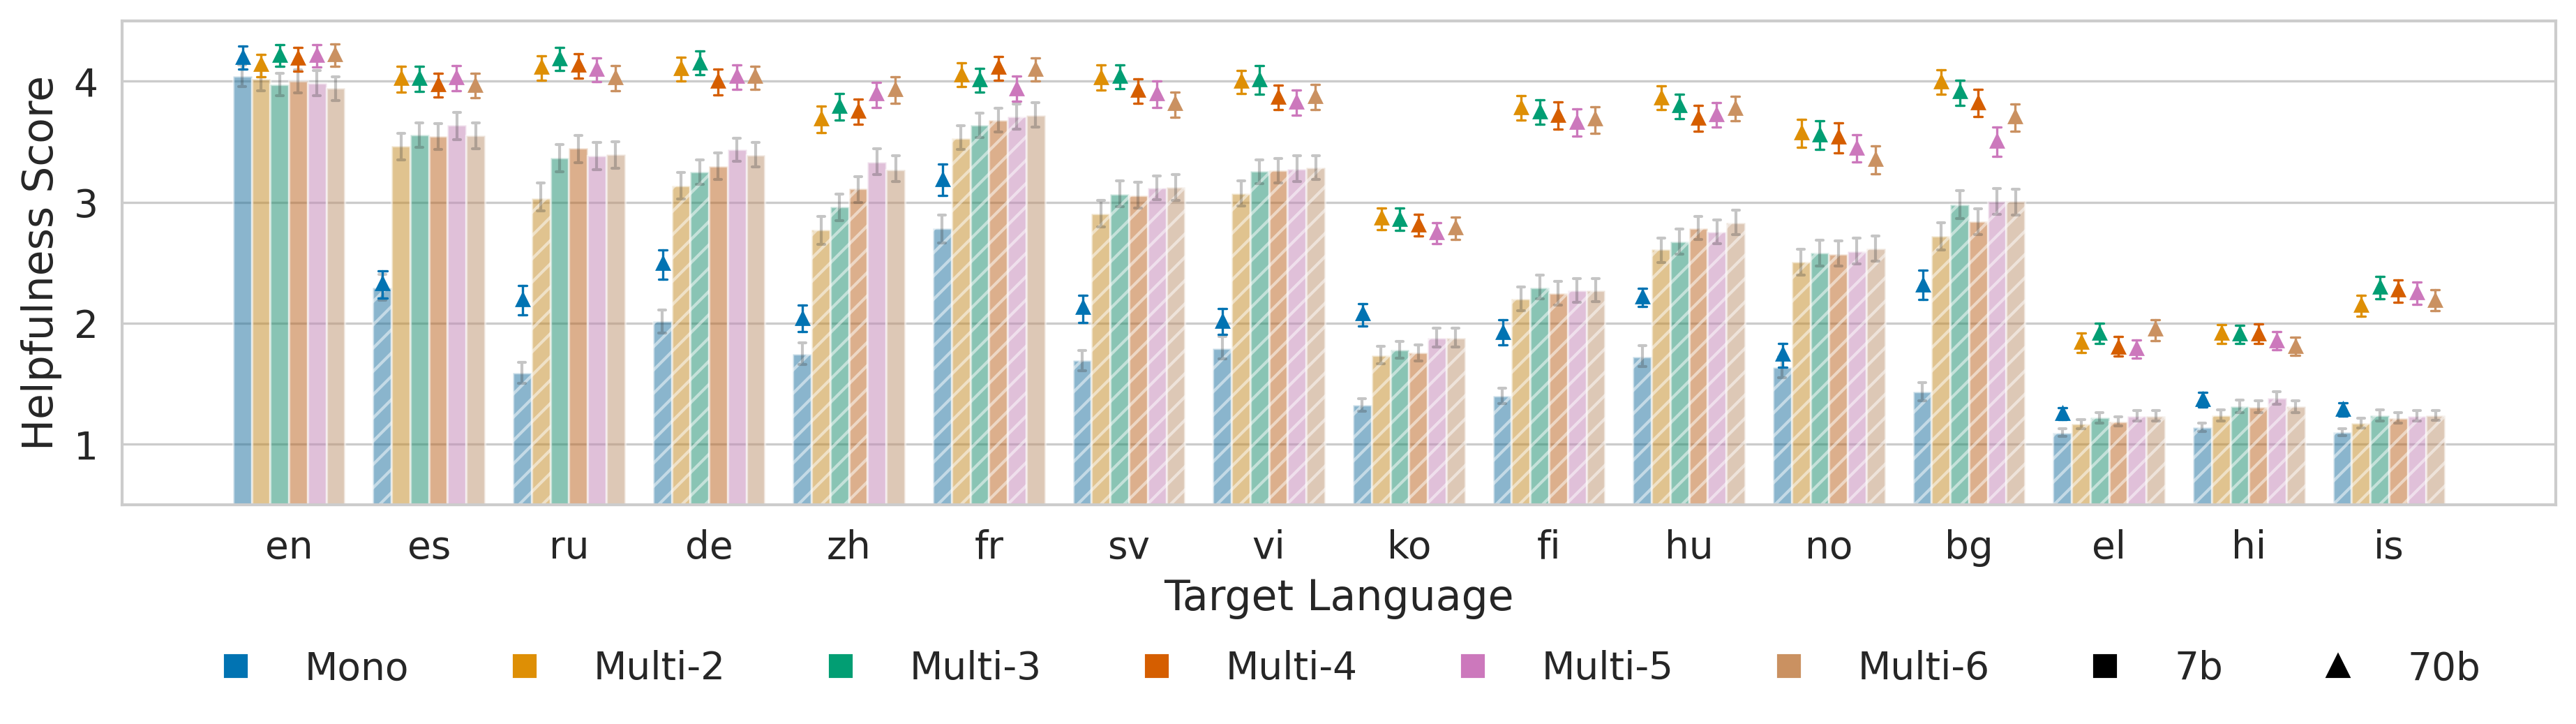 Helpfulness Score
4
3
2
1
en es ru de zh fr sv vi ko fi hu no bg el hi is
Target Language
Mono Multi-2 Multi-3 Multi-4 Multi-5 Multi-6 7b 70b